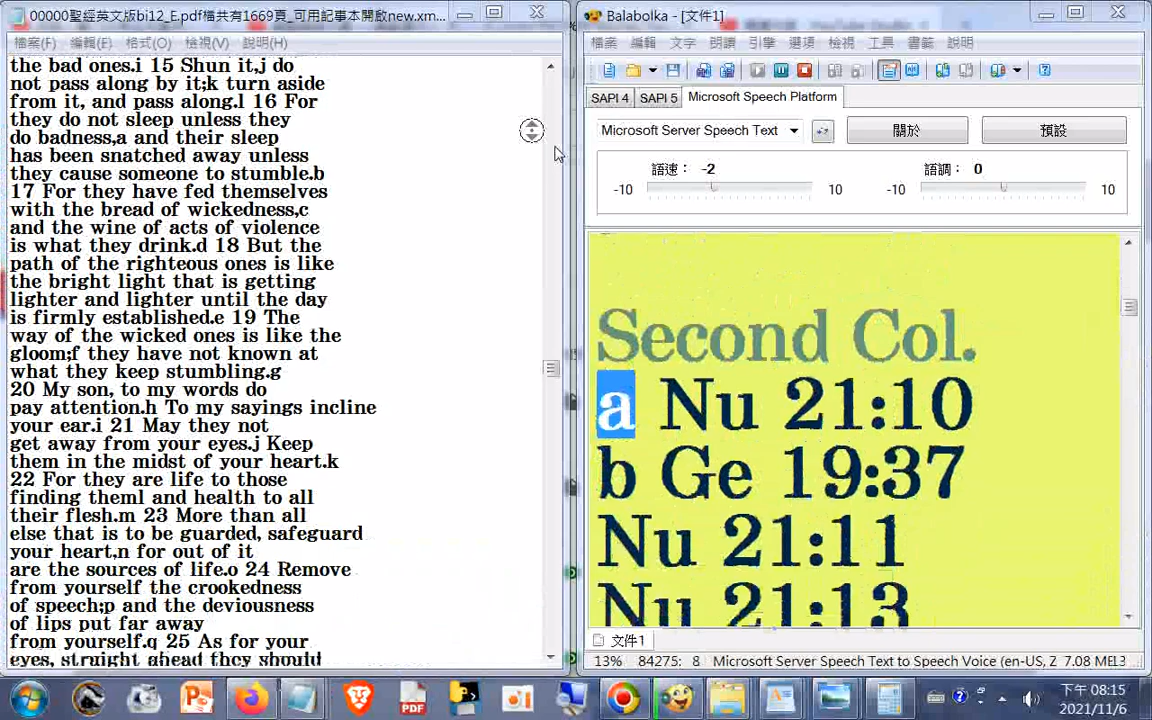 00000聖經英文版bi12_E.pdf檔共有1669頁_可用記事本開啟new.xm...
檔案(F) 編輯(E) 格式(O) 檢視(V) 說明(H)
the bad ones.i 15 Shun it,j do
not pass along by it;k turn aside
from it, and pass along.l 16 For
they do not sleep unless they
do badness,a and their sleep
has been snatched away unless
they cause someone to stumble.b
17 For they have fed themselves
with the bread of wickedness,c
and the wine of acts of violence
is what they drink.d 18 But the
path of the righteous ones is like
the bright light that is getting
lighter and lighter until the day
is firmly established.e 19 The
way of the wicked ones is like the
gloom;f they have not known at
what they keep stumbling.g
20 My son, to my words do
pay attention.h To my sayings incline
your ear.i 21 May they not
get away from your eyes.j Keep
them in the midst of your heart.k
22 For they are life to those
finding theml and health to all
their flesh.m 23 More than all
else that is to be guarded, safeguard
your heart,n for out of it
are the sources of life.o 24 Remove
from yourself the crookedness
of speech;p and the deviousness
of lips put far away
from yourself.q 25 As for your
eyes, straight ahead they should
Balabolka - [文件1]
檔案 編輯 文字 朗讀 引擎 選項 檢視 工具 書籤 說明
SAPI 4 SAPI 5 Microsoft Speech Platform
Microsoft Server Speech Text 關於 預設
語速： -2 語調： 0
-10 10 -10 10
Second Col.
a Nu 21:10
b Ge 19:37
Nu 21:11
Nu 21:13
文件1
13% 84275: 8 Microsoft Server Speech Text to Speech Voice (en-US, Z 7.08 ME13
下午 08:15
2021/11/6